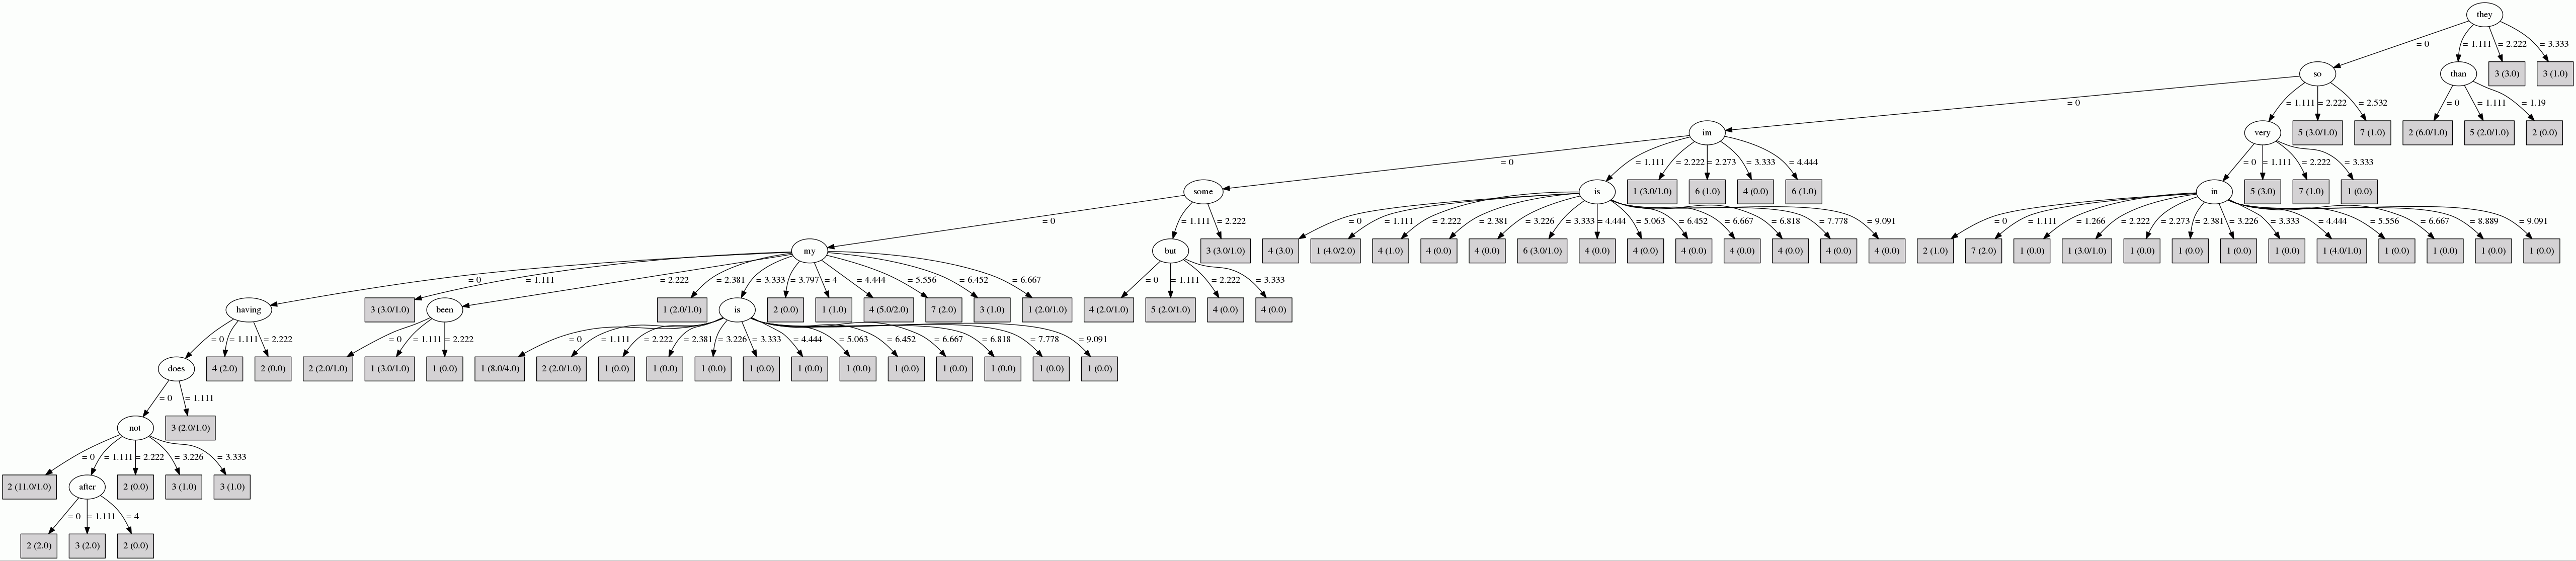 they
= 0 = 1.111 = 2.222 = 3.333
so than 3 (3.0) 3 (1.0)
= 0 = 1.111 = 2.222 = 2.532 = 0 = 1.111 = 1.19
im very 5 (3.0/1.0) 7 (1.0) 2 (6.0/1.0) 5 (2.0/1.0) 2 (0.0)
= 0 = 1.111 = 2.222 = 2.273 = 3.333 = 4.444 = 0 = 1.111 = 2.222 = 3.333
some is 1 (3.0/1.0) 6 (1.0) 4 (0.0) 6 (1.0) in 5 (3.0) 7 (1.0) 1 (0.0)
= 0 = 1.111 = 2.222 = 0 = 1.111 = 2.222 = 2.381 = 3.226 = 3.333 = 4.444 = 5.063 = 6.452 = 6.667 = 6.818 = 7.778 = 9.091 = 0 = 1.111 = 1.266 = 2.222 = 2.273 = 2.381 = 3.226 = 3.333 = 4.444 = 5.556 = 6.667 = 8.889 = 9.091
my but 3 (3.0/1.0) 4 (3.0) 1 (4.0/2.0) 4 (1.0) 4 (0.0) 4 (0.0) 6 (3.0/1.0) 4 (0.0) 4 (0.0) 4 (0.0) 4 (0.0) 4 (0.0) 4 (0.0) 4 (0.0) 2 (1.0) 7 (2.0) 1 (0.0) 1 (3.0/1.0) 1 (0.0) 1 (0.0) 1 (0.0) 1 (0.0) 1 (4.0/1.0) 1 (0.0) 1 (0.0) 1 (0.0) 1 (0.0)
= 0 = 1.111 = 2.222 = 2.381 = 3.333 = 3.797 = 4 = 4.444 = 5.556 = 6.452 = 6.667 = 0 = 1.111 = 2.222 = 3.333
having 3 (3.0/1.0) been 1 (2.0/1.0) is 2 (0.0) 1 (1.0) 4 (5.0/2.0) 7 (2.0) 3 (1.0) 1 (2.0/1.0) 4 (2.0/1.0) 5 (2.0/1.0) 4 (0.0) 4 (0.0)
= 0 = 1.111 = 2.222 = 0 = 1.111 = 2.222 = 0 = 1.111 = 2.222 = 2.381 = 3.226 = 3.333 = 4.444 = 5.063 = 6.452 = 6.667 = 6.818 = 7.778 = 9.091
does 4 (2.0) 2 (0.0) 2 (2.0/1.0) 1 (3.0/1.0) 1 (0.0) 1 (8.0/4.0) 2 (2.0/1.0) 1 (0.0) 1 (0.0) 1 (0.0) 1 (0.0) 1 (0.0) 1 (0.0) 1 (0.0) 1 (0.0) 1 (0.0) 1 (0.0) 1 (0.0)
= 0 = 1.111
not 3 (2.0/1.0)
= 0 = 1.111 = 2.222 = 3.226 = 3.333
2 (11.0/1.0) after 2 (0.0) 3 (1.0) 3 (1.0)
= 0 = 1.111 = 4
2 (2.0) 3 (2.0) 2 (0.0)